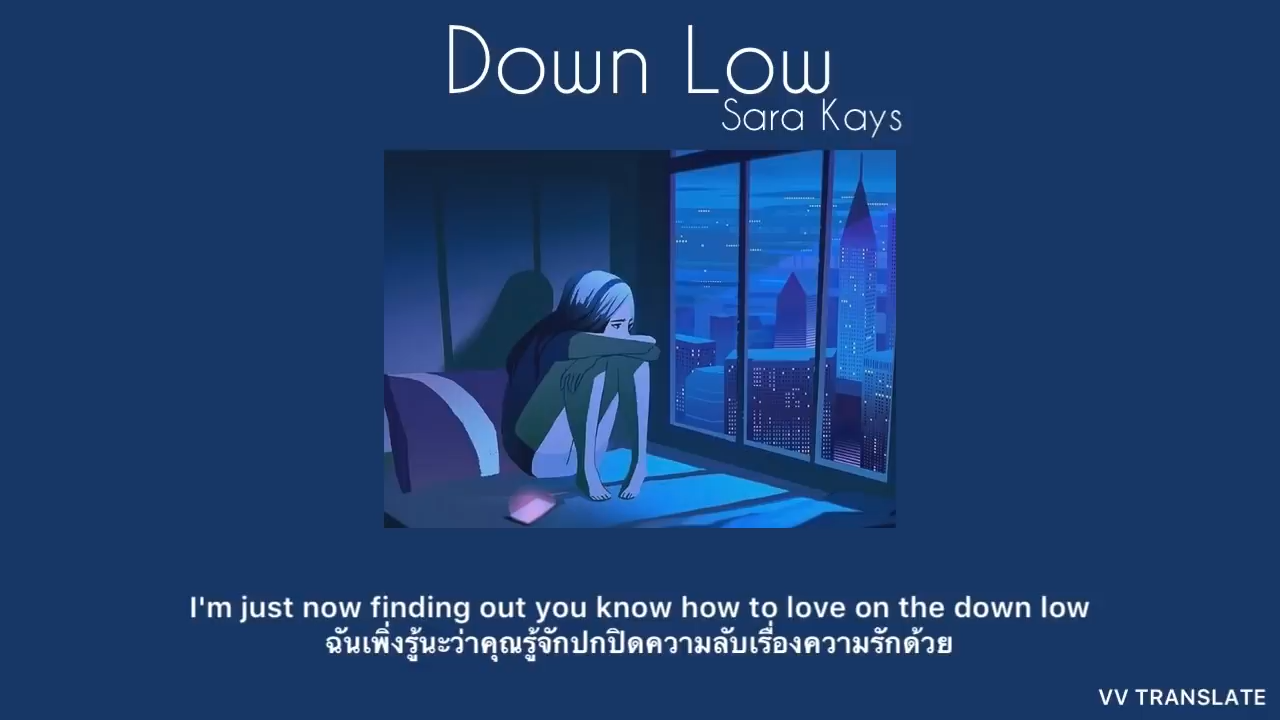 Down Low
Sara Kays
I'm just now finding out you know how to love on the down low
ฉันเพิ่งรู้นะว่าคุณรู้จักปกปิดความลับเรื่องความรักด้วย
VV TRANSLATE